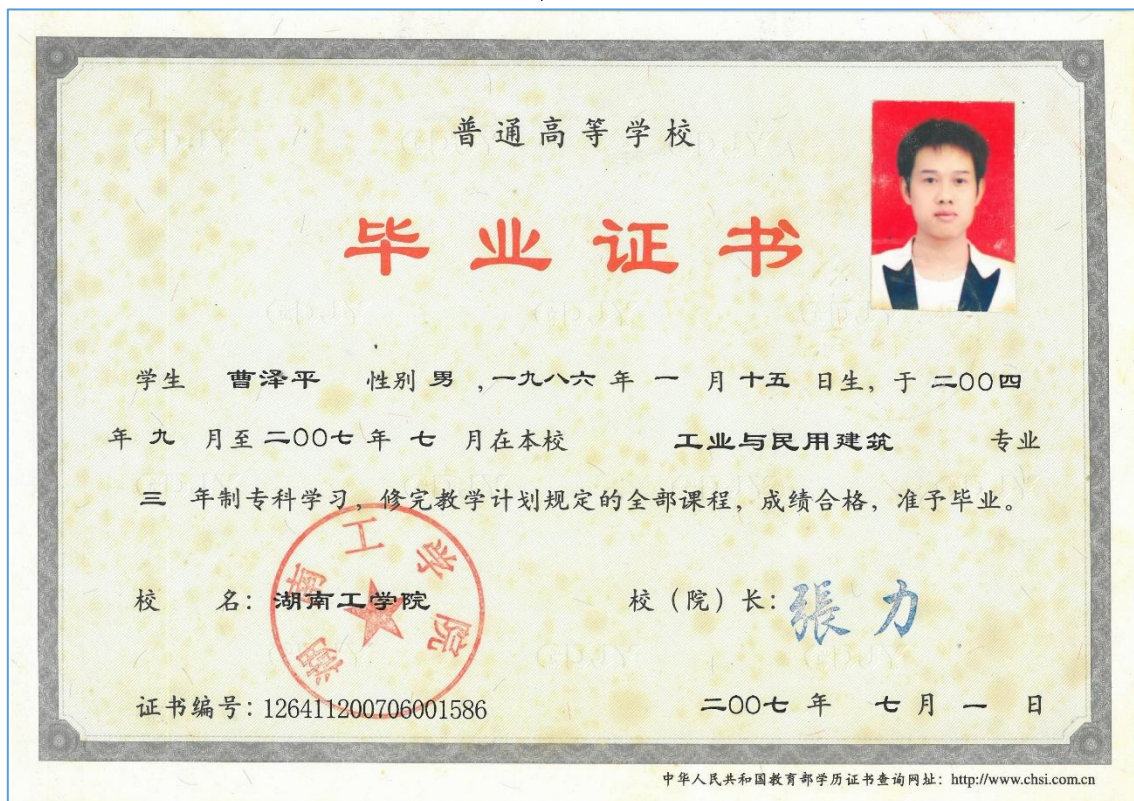 普通高等学校
毕业证书
学生 曹泽平 性别 男 ,一九八六 年 一 月 十五 日生, 于 二〇〇四
年 九 月至 二〇〇七 年 七 月在本校 工业与民用建筑 专业
三 年制专科学习, 修完教学计划规定的全部课程, 成绩合格, 准予毕业。
校 名: 湖南工学院 校(院)长: 張力
湖南工学院
证书编号: 126411200706001586 二〇〇七 年 七 月 一 日
中华人民共和国教育部学历证书查询网址: http://www.chsi.com.cn